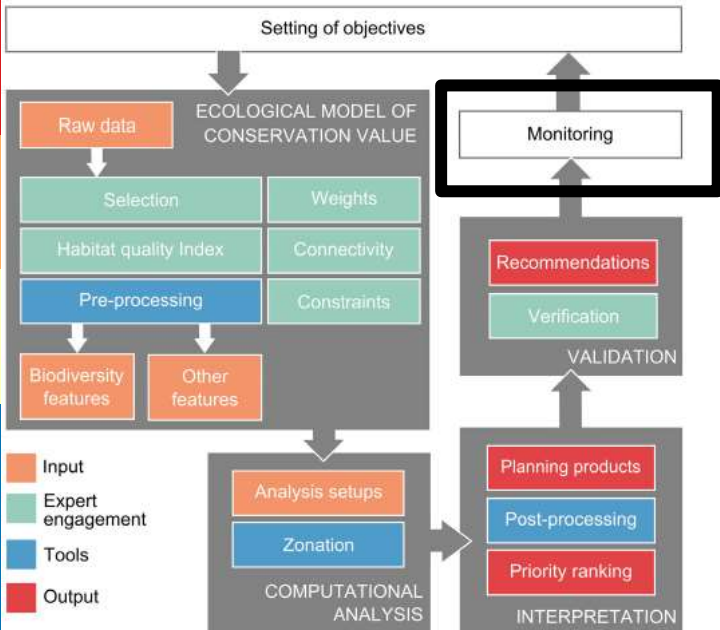 Setting of objectives
ECOLOGICAL MODEL OF
CONSERVATION VALUE
Raw data
Selection
Weights
Habitat quality Index
Connectivity
Pre-processing
Constraints
Biodiversity
features
Other
features
Input
Expert
engagement
Tools
Output
Analysis setups
Zonation
COMPUTATIONAL
ANALYSIS
Planning products
Post-processing
Priority ranking
INTERPRETATION
Recommendations
Verification
VALIDATION
Monitoring